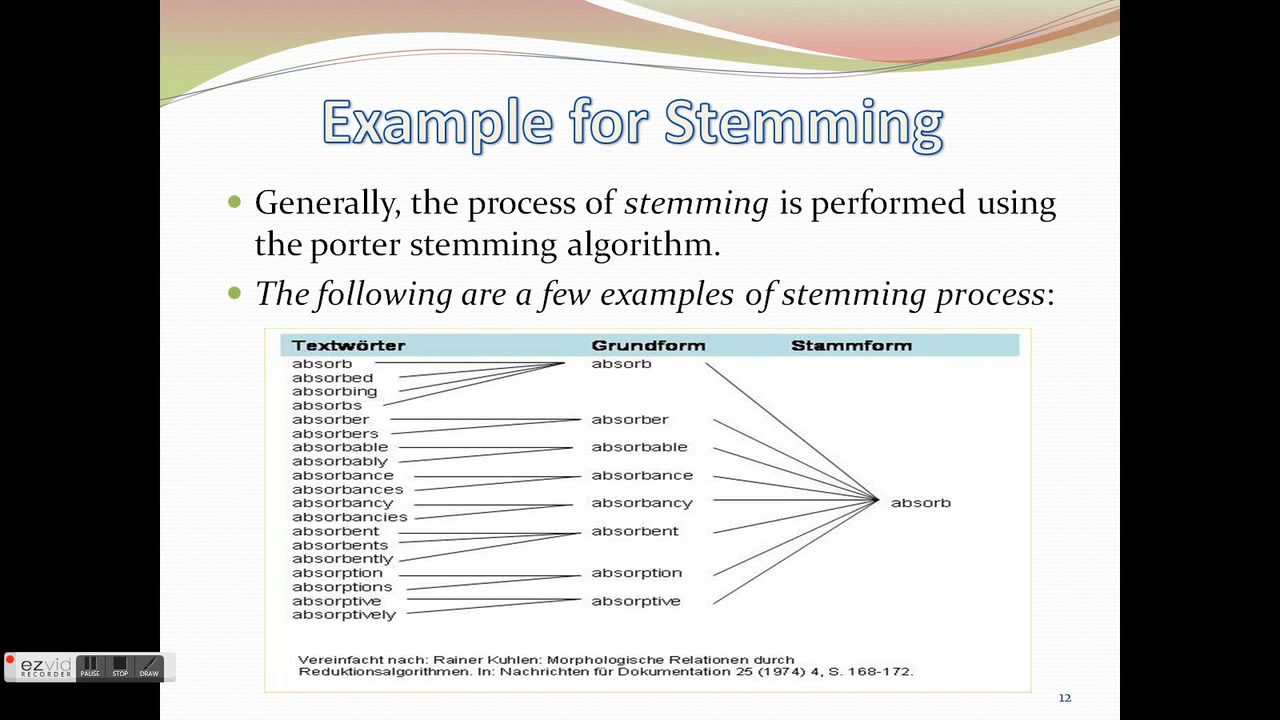 Example for Stemming
Generally, the process of stemming is performed using
the porter stemming algorithm.
The following are a few examples of stemming process:
Textwörter Grundform Stammform
absorb absorb
absorbed
absorbing
absorbs
absorber absorber
absorbers
absorbable absorbable
absorbably
absorbance absorbance
absorbances
absorbancy absorbancy absorb
absorbancies
absorbent absorbent
absorbents
absorbently
absorption absorption
absorptions
absorptive absorptive
absorptively
Vereinfacht nach: Rainer Kuhlen: Morphologische Relationen durch
Reduktionsalgorithmen. In: Nachrichten für Dokumentation 25 (1974) 4, S. 168-172.
12
ezvid
RECORDER
PAUSE STOP DRAW